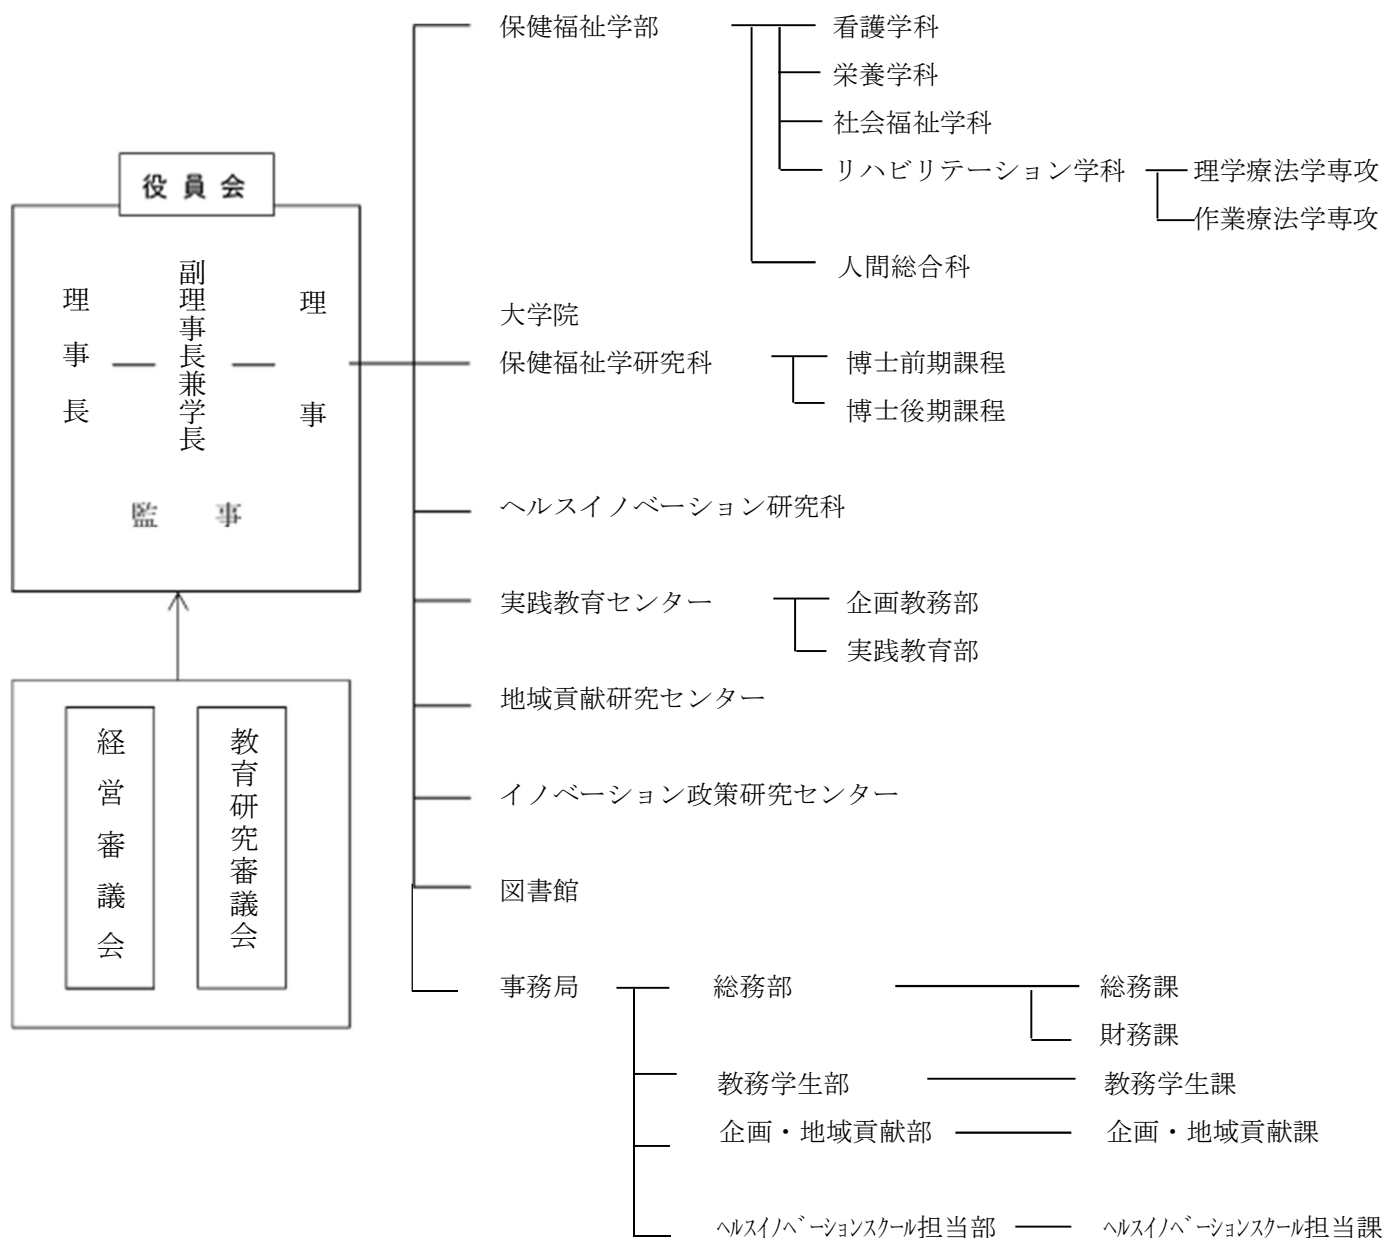 役員会
理事長
副理事長兼学長
理事
監事
経営審議会
教育研究審議会
保健福祉学部
看護学科
栄養学科
社会福祉学科
リハビリテーション学科
理学療法学専攻
作業療法学専攻
人間総合科
大学院
保健福祉学研究科
博士前期課程
博士後期課程
ヘルスイノベーション研究科
実践教育センター
企画教務部
実践教育部
地域貢献研究センター
イノベーション政策研究センター
図書館
事務局
総務部
総務課
財務課
教務学生部
教務学生課
企画・地域貢献部
企画・地域貢献課
ﾍﾙｽｲﾉﾍﾞｰｼｮﾝｽｸｰﾙ担当部
ﾍﾙｽｲﾉﾍﾞｰｼｮﾝｽｸｰﾙ担当課